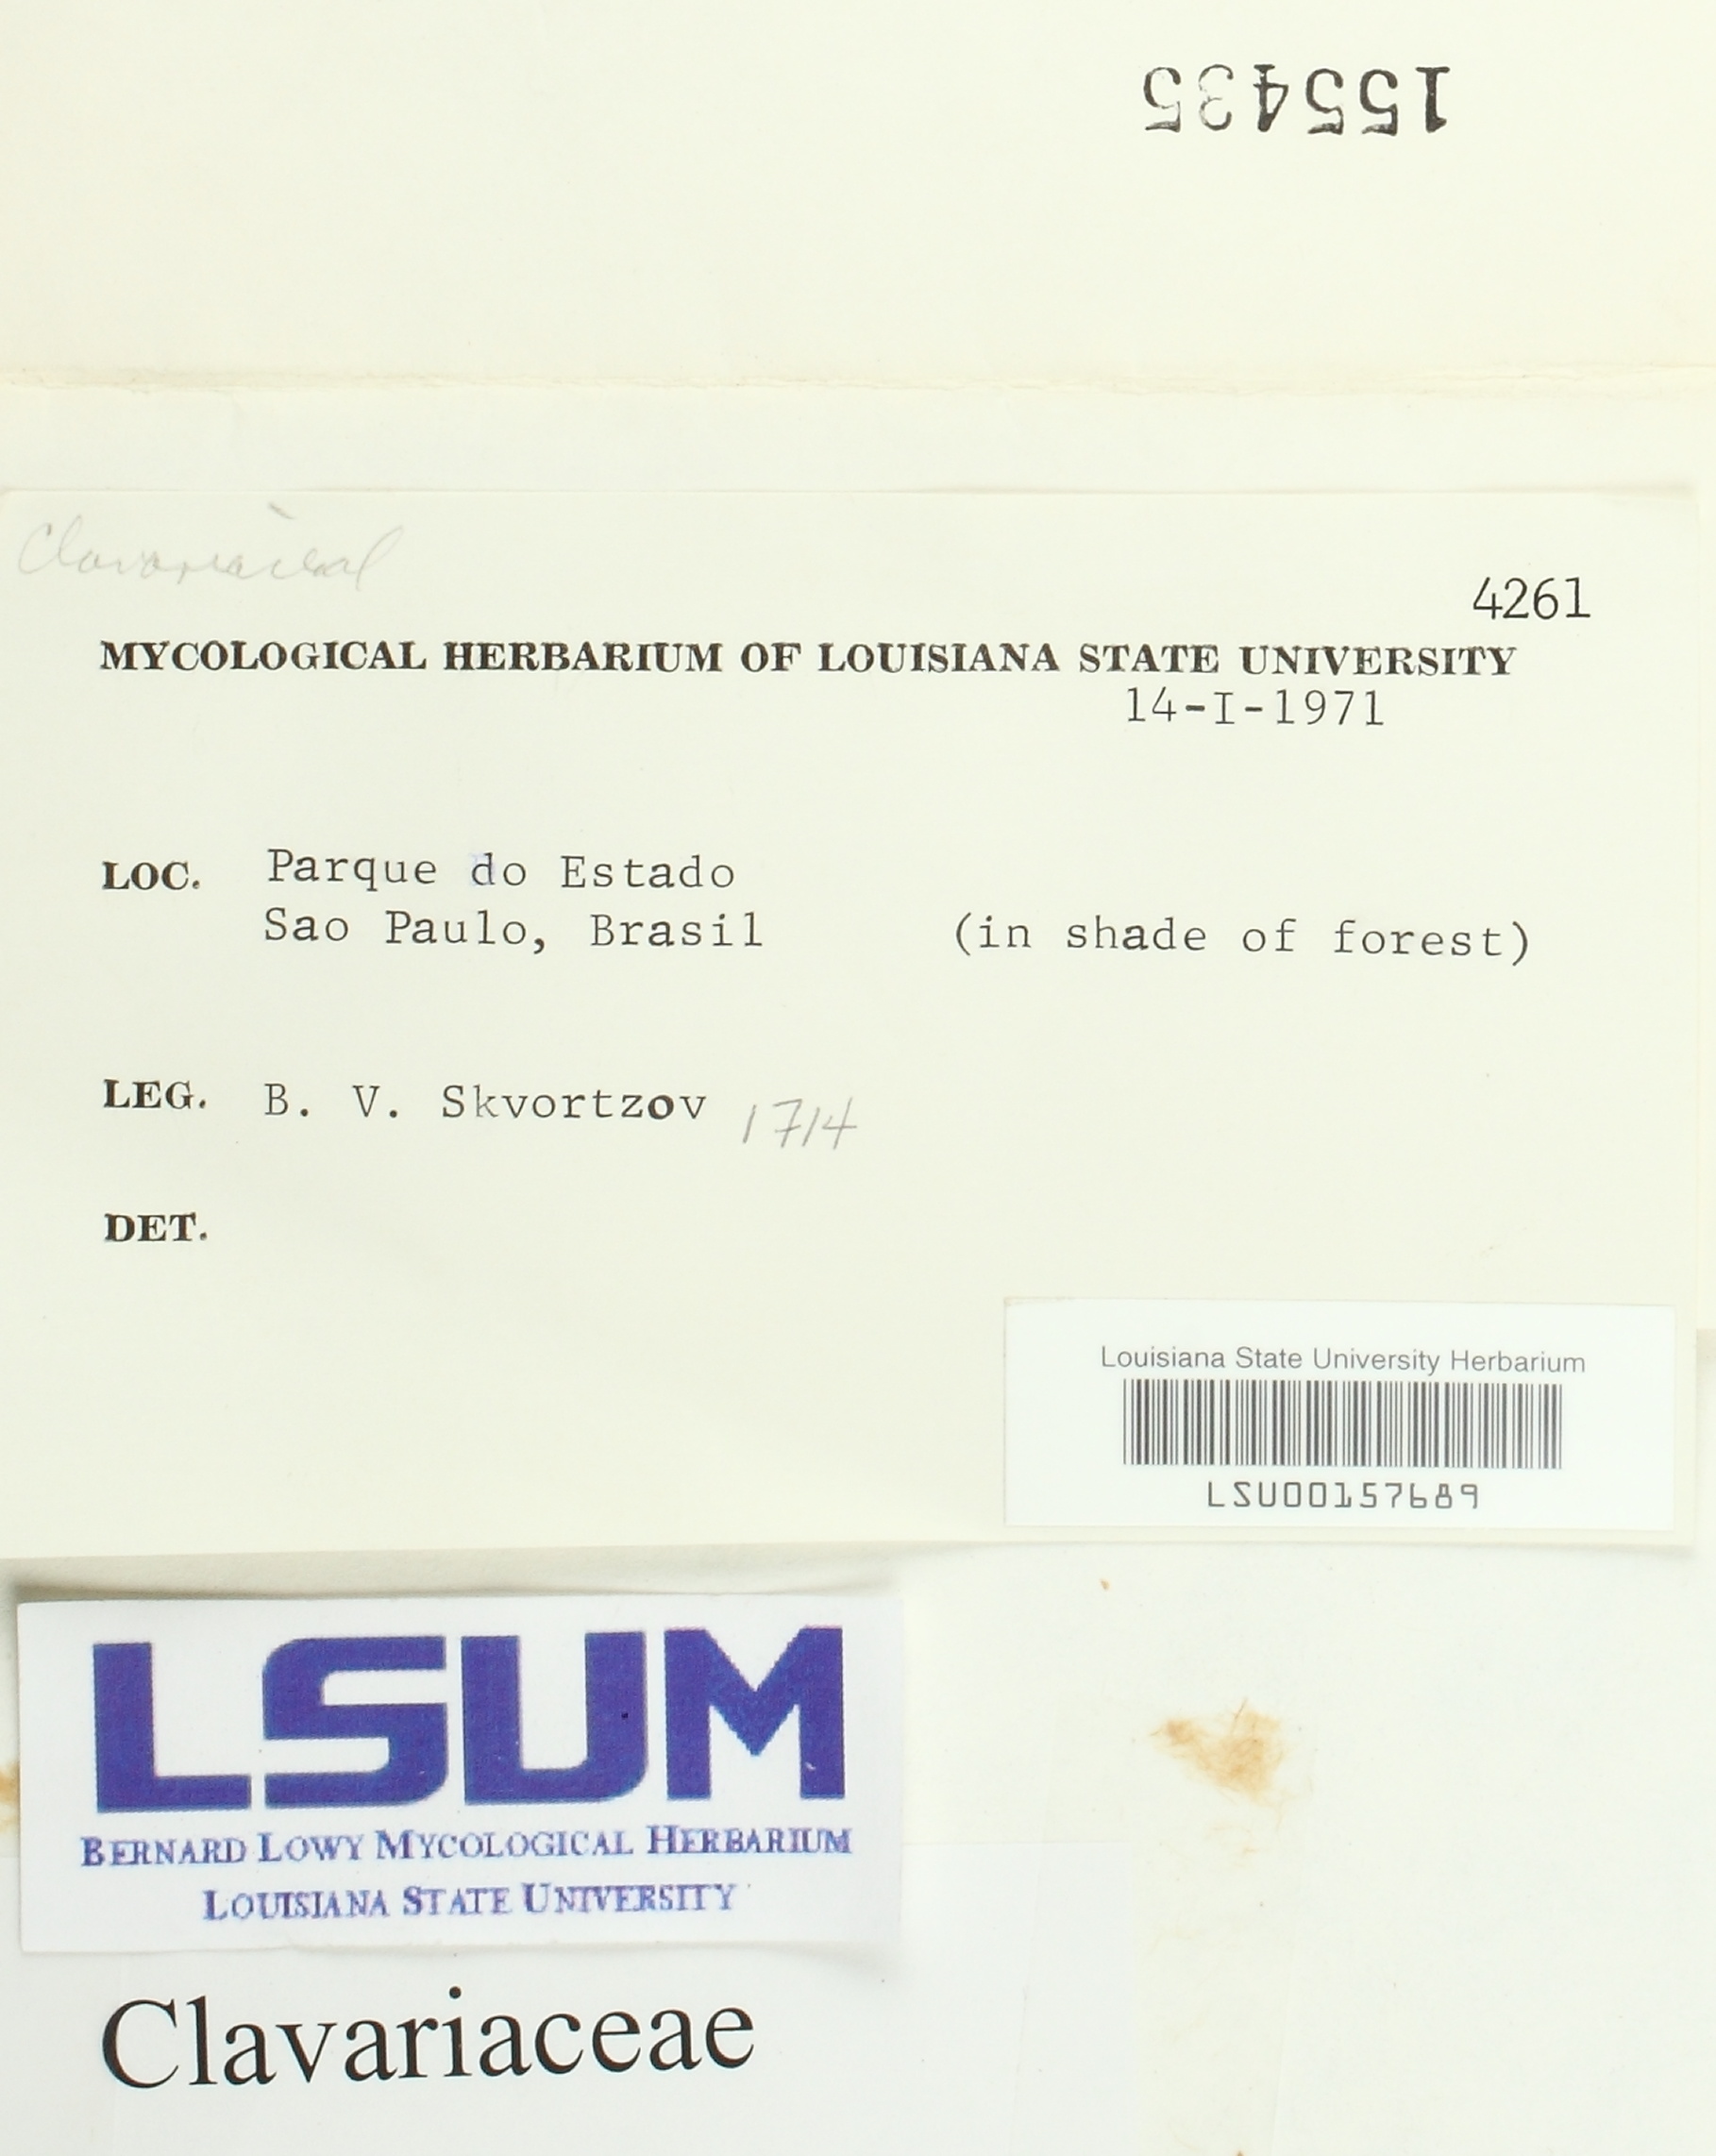 155435
Clavariaceae
4261
MYCOLOGICAL HERBARIUM OF LOUISIANA STATE UNIVERSITY
14-I-1971
LOC. Parque do Estado
Sao Paulo, Brasil (in shade of forest)
LEG. B. V. Skvortzov 1714
DET.
Louisiana State University Herbarium
LSU00157689
LSUM
BERNARD LOWY MYCOLOGICAL HERBARIUM
LOUISIANA STATE UNIVERSITY
Clavariaceae